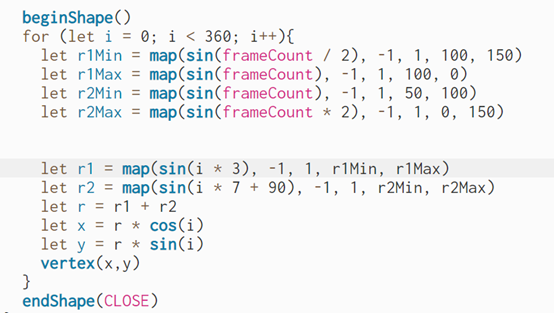 beginShape()
for (let i = 0; i < 360; i++){
let r1Min = map(sin(frameCount / 2), -1, 1, 100, 150)
let r1Max = map(sin(frameCount), -1, 1, 100, 0)
let r2Min = map(sin(frameCount), -1, 1, 50, 100)
let r2Max = map(sin(frameCount * 2), -1, 1, 0, 150)
let r1 = map(sin(i * 3), -1, 1, r1Min, r1Max)
let r2 = map(sin(i * 7 + 90), -1, 1, r2Min, r2Max)
let r = r1 + r2
let x = r * cos(i)
let y = r * sin(i)
vertex(x,y)
}
endShape(CLOSE)